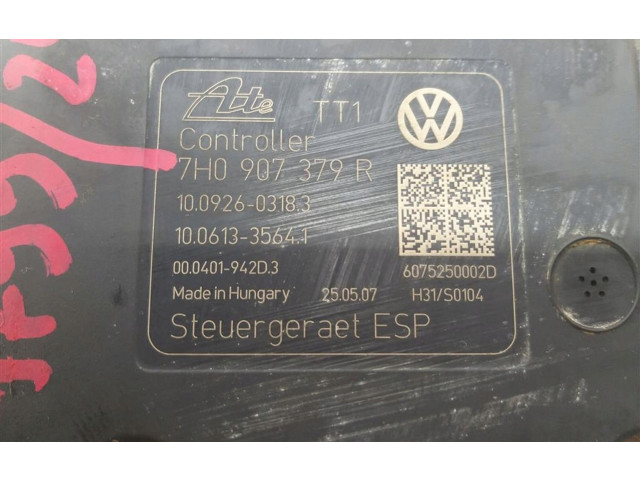 Ate TT1
Controller
7H0 907 379 R
10.0926-0318.3
10.0613-3564.1
00.0401-942D.3
6075250002D
Made in Hungary 25.05.07 H31/S0104
Steuergeraet ESP